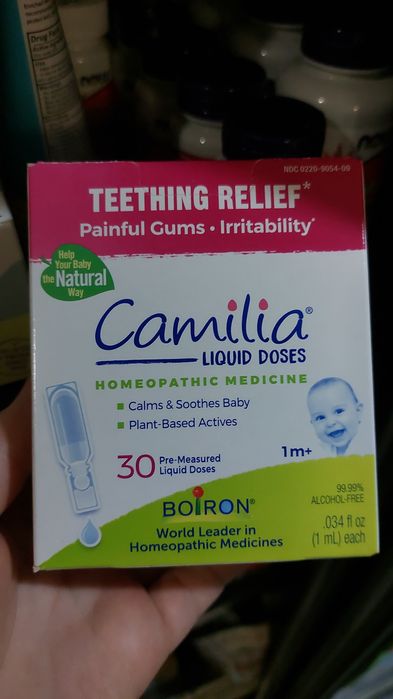 NDC 0220-9054-09
TEETHING RELIEF*
Painful Gums • Irritability*
Help
Your Baby
the Natural
Way
Camilia®
LIQUID DOSES
HOMEOPATHIC MEDICINE
Calms & Soothes Baby
Plant-Based Actives
30 Pre-Measured
Liquid Doses
1m+
99.99%
ALCOHOL-FREE
BOIRON®
.034 fl oz
(1 mL) each
World Leader in
Homeopathic Medicines